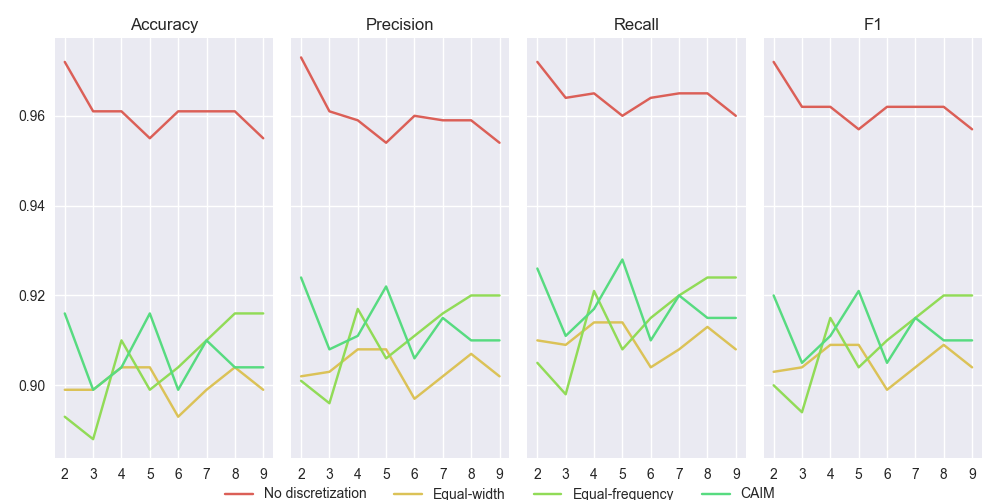 Accuracy Precision Recall F1
0.96
0.94
0.92
0.90
2 3 4 5 6 7 8 9 2 3 4 5 6 7 8 9 2 3 4 5 6 7 8 9 2 3 4 5 6 7 8 9
No discretization Equal-width Equal-frequency CAIM